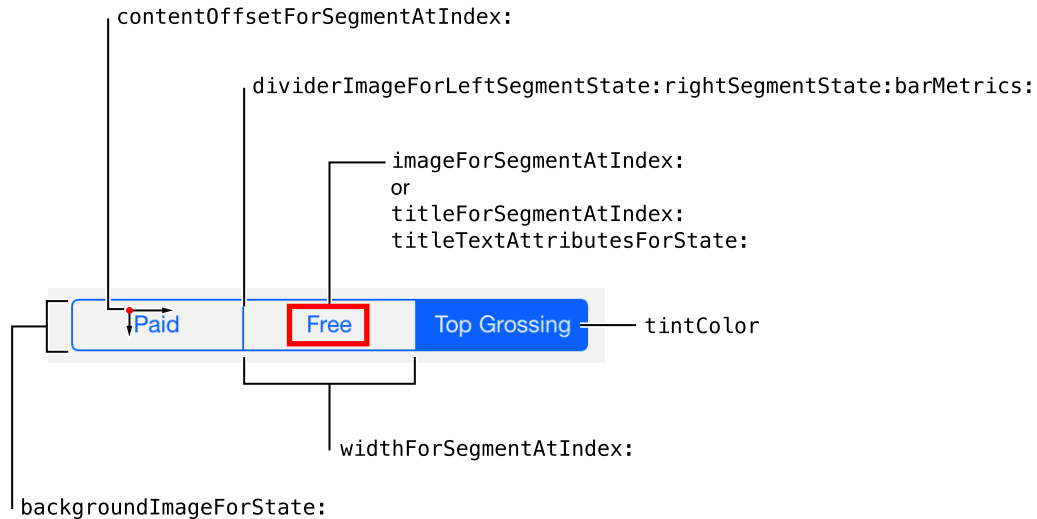 contentOffsetForSegmentAtIndex:
dividerImageForLeftSegmentState:rightSegmentState:barMetrics:
imageForSegmentAtIndex:
or
titleForSegmentAtIndex:
titleTextAttributesForState:
Paid Free Top Grossing tintColor
widthForSegmentAtIndex:
backgroundImageForState: